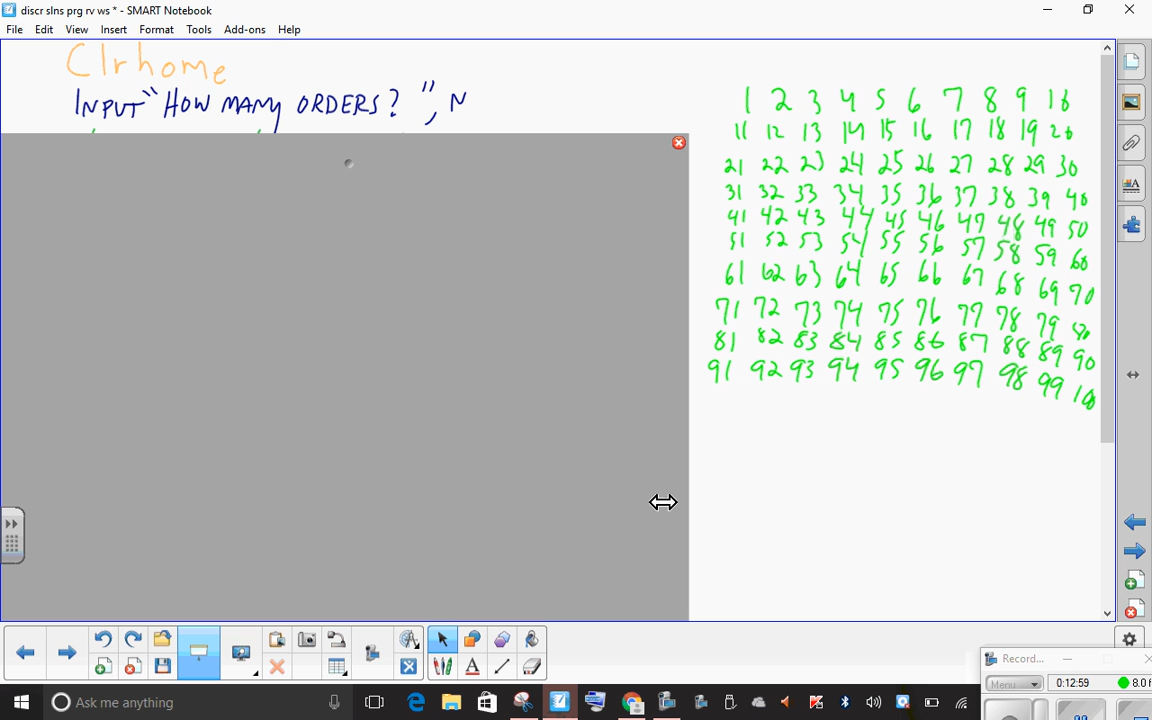 discr slns prg rv ws * - SMART Notebook
File Edit View Insert Format Tools Add-ons Help
Clrhome
INPUT "HOW MANY ORDERS? ", N
1 2 3 4 5 6 7 8 9 10
11 12 13 14 15 16 17 18 19 20
21 22 23 24 25 26 27 28 29 30
31 32 33 34 35 36 37 38 39 40
41 42 43 44 45 46 47 48 49 50
51 52 53 54 55 56 57 58 59 60
61 62 63 64 65 66 67 68 69 70
71 72 73 74 75 76 77 78 79 80
81 82 83 84 85 86 87 88 89 90
91 92 93 94 95 96 97 98 99 100
Record...
Menu 0:12:59 8.0 f
Ask me anything